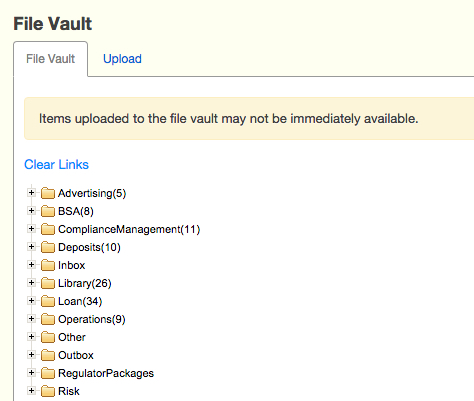 File Vault
File Vault Upload
Items uploaded to the file vault may not be immediately available.
Clear Links
Advertising(5)
BSA(8)
ComplianceManagement(11)
Deposits(10)
Inbox
Library(26)
Loan(34)
Operations(9)
Other
Outbox
RegulatorPackages
Risk